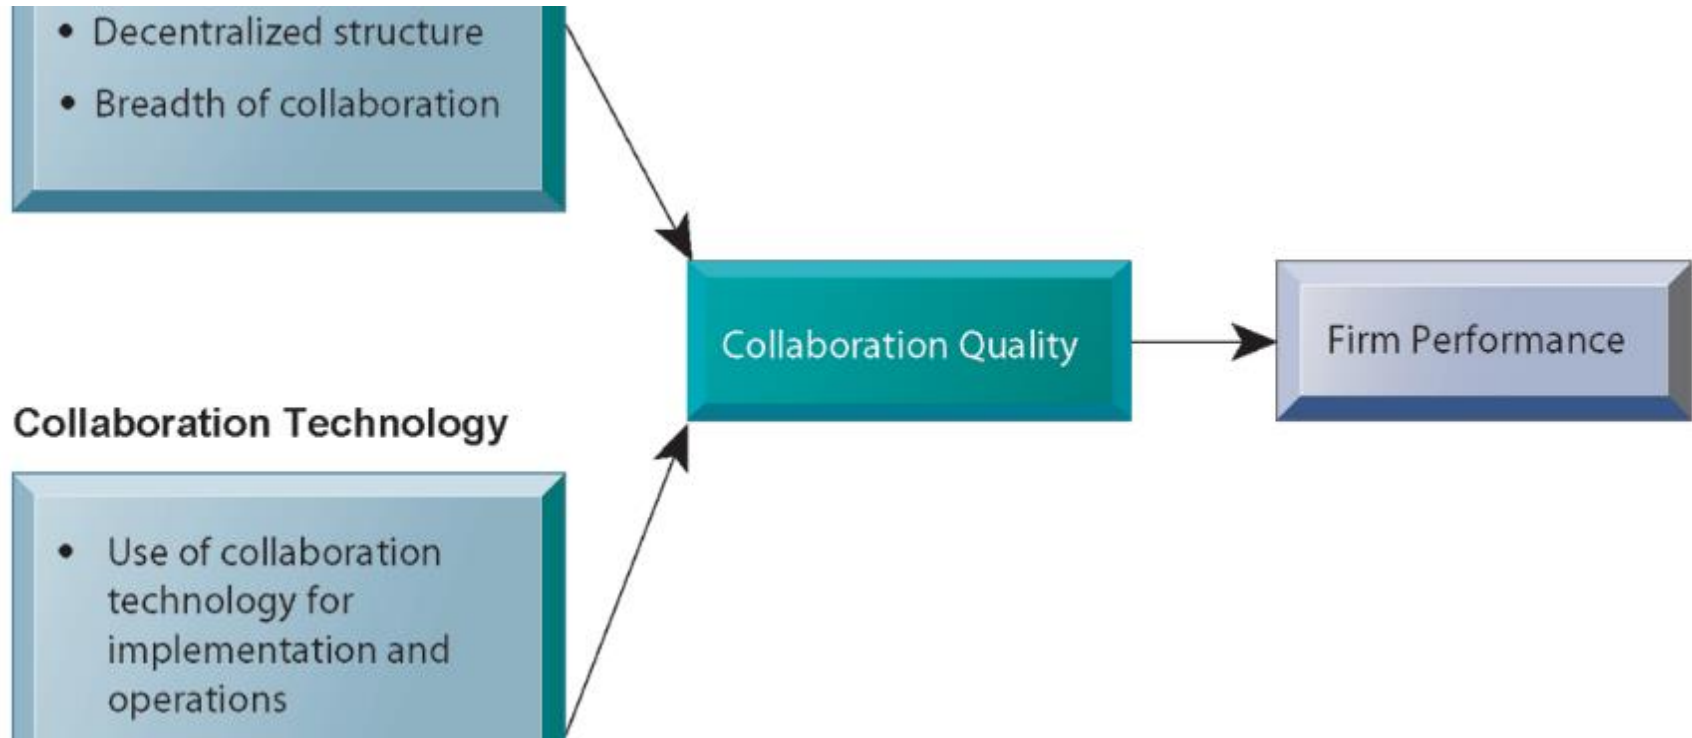 • Decentralized structure
• Breadth of collaboration
Collaboration Quality
Firm Performance
Collaboration Technology
• Use of collaboration
technology for
implementation and
operations